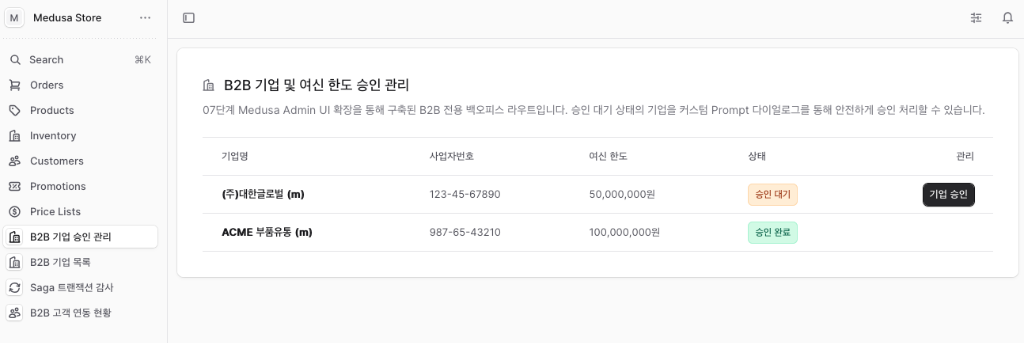 M Medusa Store ...
Search ⌘K
Orders
Products
Inventory
Customers
Promotions
Price Lists
B2B 기업 승인 관리
B2B 기업 목록
Saga 트랜잭션 감사
B2B 고객 연동 현황
B2B 기업 및 여신 한도 승인 관리
07단계 Medusa Admin UI 확장을 통해 구축된 B2B 전용 백오피스 라우트입니다. 승인 대기 상태의 기업을 커스텀 Prompt 다이얼로그를 통해 안전하게 승인 처리할 수 있습니다.
기업명 사업자번호 여신 한도 상태 관리
(주)대한글로벌 (m) 123-45-67890 50,000,000원 승인 대기 기업 승인
ACME 부품유통 (m) 987-65-43210 100,000,000원 승인 완료